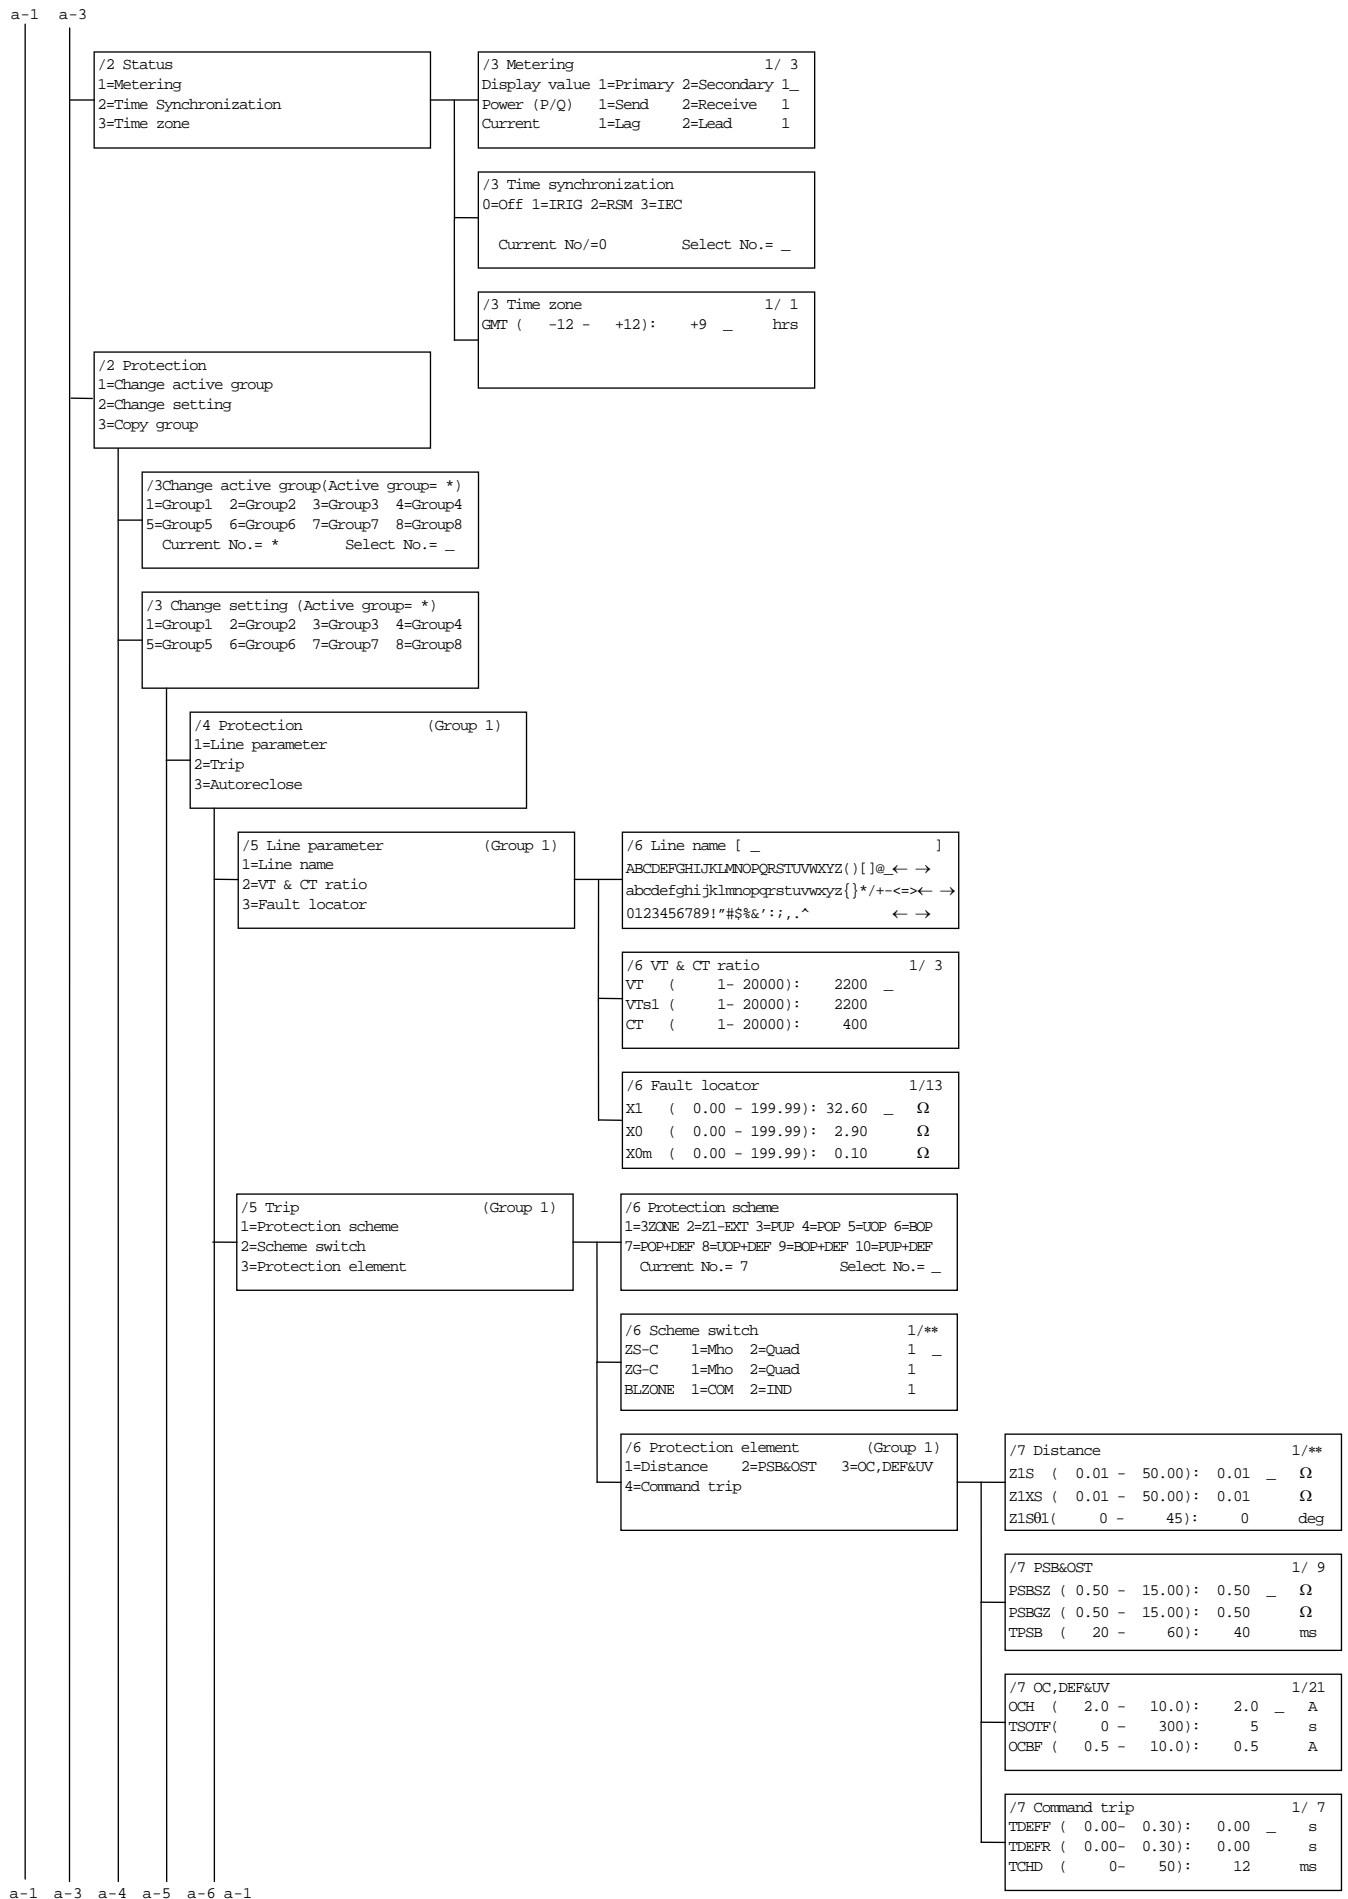 a-1 a-3
/2 Status
1=Metering
2=Time Synchronization
3=Time zone
/3 Metering 1/ 3
Display value 1=Primary 2=Secondary 1_
Power (P/Q) 1=Send 2=Receive 1
Current 1=Lag 2=Lead 1
/3 Time synchronization
0=Off 1=IRIG 2=RSM 3=IEC
Current No/=0 Select No.= _
/3 Time zone 1/ 1
GMT ( -12 - +12): +9 _ hrs
/2 Protection
1=Change active group
2=Change setting
3=Copy group
/3Change active group(Active group= *)
1=Group1 2=Group2 3=Group3 4=Group4
5=Group5 6=Group6 7=Group7 8=Group8
Current No.= * Select No.= _
/3 Change setting (Active group= *)
1=Group1 2=Group2 3=Group3 4=Group4
5=Group5 6=Group6 7=Group7 8=Group8
/4 Protection (Group 1)
1=Line parameter
2=Trip
3=Autoreclose
/5 Line parameter (Group 1)
1=Line name
2=VT & CT ratio
3=Fault locator
/6 Line name [ _ ]
ABCDEFGHIJKLMNOPQRSTUVWXYZ()[]@_← →
abcdefghijklmnopqrstuvwxyz{}*/+-<=>← →
0123456789!"#$%&':;,.^ ← →
/6 VT & CT ratio 1/ 3
VT ( 1- 20000): 2200 _
VTs1 ( 1- 20000): 2200
CT ( 1- 20000): 400
/6 Fault locator 1/13
X1 ( 0.00 - 199.99): 32.60 _ Ω
X0 ( 0.00 - 199.99): 2.90 Ω
X0m ( 0.00 - 199.99): 0.10 Ω
/5 Trip (Group 1)
1=Protection scheme
2=Scheme switch
3=Protection element
/6 Protection scheme
1=3ZONE 2=Z1-EXT 3=PUP 4=POP 5=UOP 6=BOP
7=POP+DEF 8=UOP+DEF 9=BOP+DEF 10=PUP+DEF
Current No.= 7 Select No.= _
/6 Scheme switch 1/**
ZS-C 1=Mho 2=Quad 1 _
ZG-C 1=Mho 2=Quad 1
BLZONE 1=COM 2=IND 1
/6 Protection element (Group 1)
1=Distance 2=PSB&OST 3=OC,DEF&UV
4=Command trip
/7 Distance 1/**
Z1S ( 0.01 - 50.00): 0.01 _ Ω
Z1XS ( 0.01 - 50.00): 0.01 Ω
Z1Sθ1( 0 - 45): 0 deg
/7 PSB&OST 1/ 9
PSBSZ ( 0.50 - 15.00): 0.50 _ Ω
PSBGZ ( 0.50 - 15.00): 0.50 Ω
TPSB ( 20 - 60): 40 ms
/7 OC,DEF&UV 1/21
OCH ( 2.0 - 10.0): 2.0 _ A
TSOTF( 0 - 300): 5 s
OCBF ( 0.5 - 10.0): 0.5 A
/7 Command trip 1/ 7
TDEFF ( 0.00- 0.30): 0.00 _ s
TDEFR ( 0.00- 0.30): 0.00 s
TCHD ( 0- 50): 12 ms
a-1 a-3 a-4 a-5 a-6 a-1